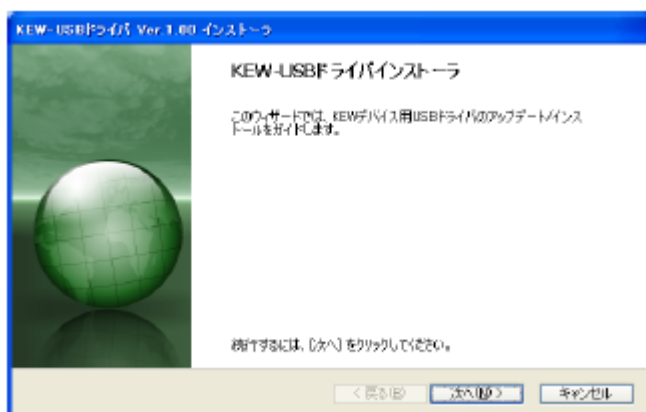 KEW-USBドライバ Ver.1.00 インストーラ
KEW-USBドライバインストーラ
このウィザードでは、KEWデバイス用USBドライバのアップデート/インス
トールをガイドします。
続行するには、[次へ] をクリックしてください。
< 戻る(B)
次へ(N) >
キャンセル